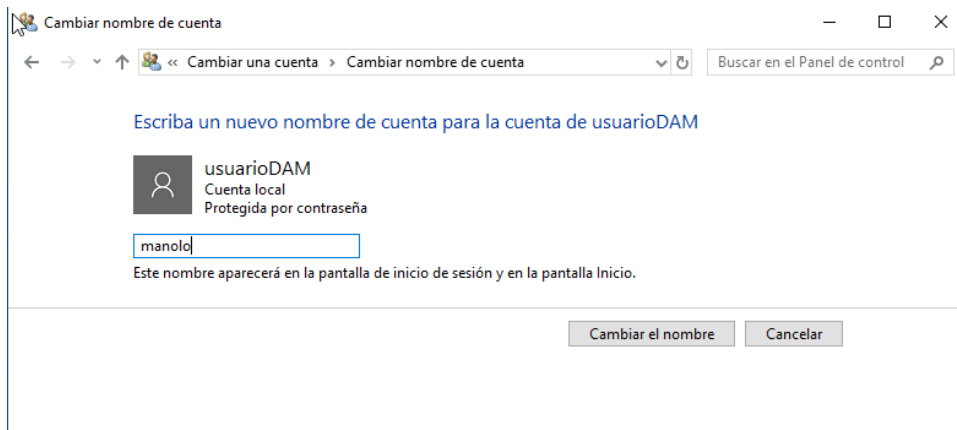 Cambiar nombre de cuenta
« Cambiar una cuenta › Cambiar nombre de cuenta
Buscar en el Panel de control
Escriba un nuevo nombre de cuenta para la cuenta de usuarioDAM
usuarioDAM
Cuenta local
Protegida por contraseña
manolo
Este nombre aparecerá en la pantalla de inicio de sesión y en la pantalla Inicio.
Cambiar el nombre
Cancelar